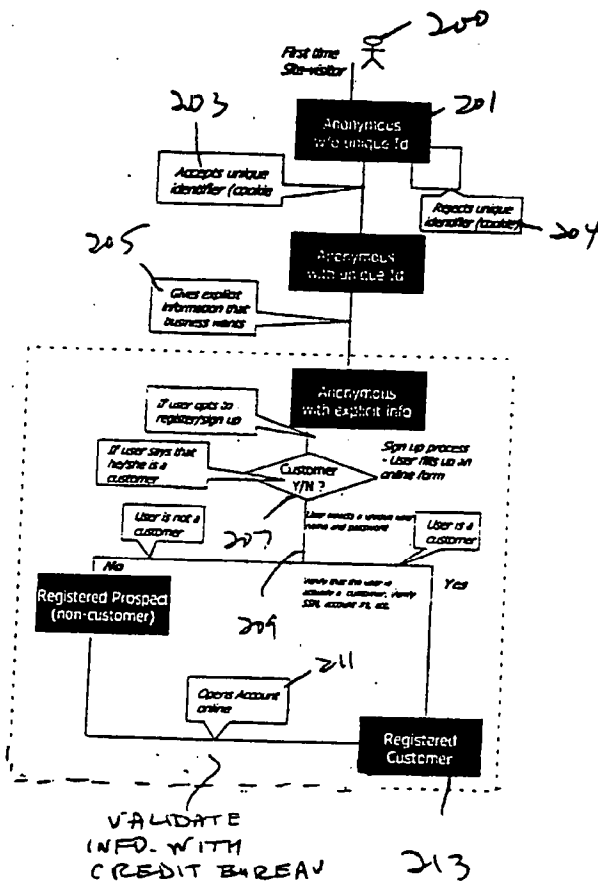 200
First time
Site-visitor
203
201
Anonymous
w/o unique Id
Accepts unique
identifier (cookie
Rejects unique
identifier (cookie)
204
205
Anonymous
with unique Id
Gives explicit
information that
business wants
Anonymous
with explicit info
If user opts to
register/sign up
Sign up process
- User fills up an
online form
If user says that
he/she is a
customer
Customer
Y/N ?
User selects a unique user
name and password
User is not a
customer
User is a
customer
207
No
Yes
Verify that the user is
actually a customer. Verify
SSN, account #s, etc.
Registered Prospect
(non-customer)
209
211
Opens Account
online
Registered
Customer
VALIDATE
INFO. WITH
CREDIT BUREAU
213